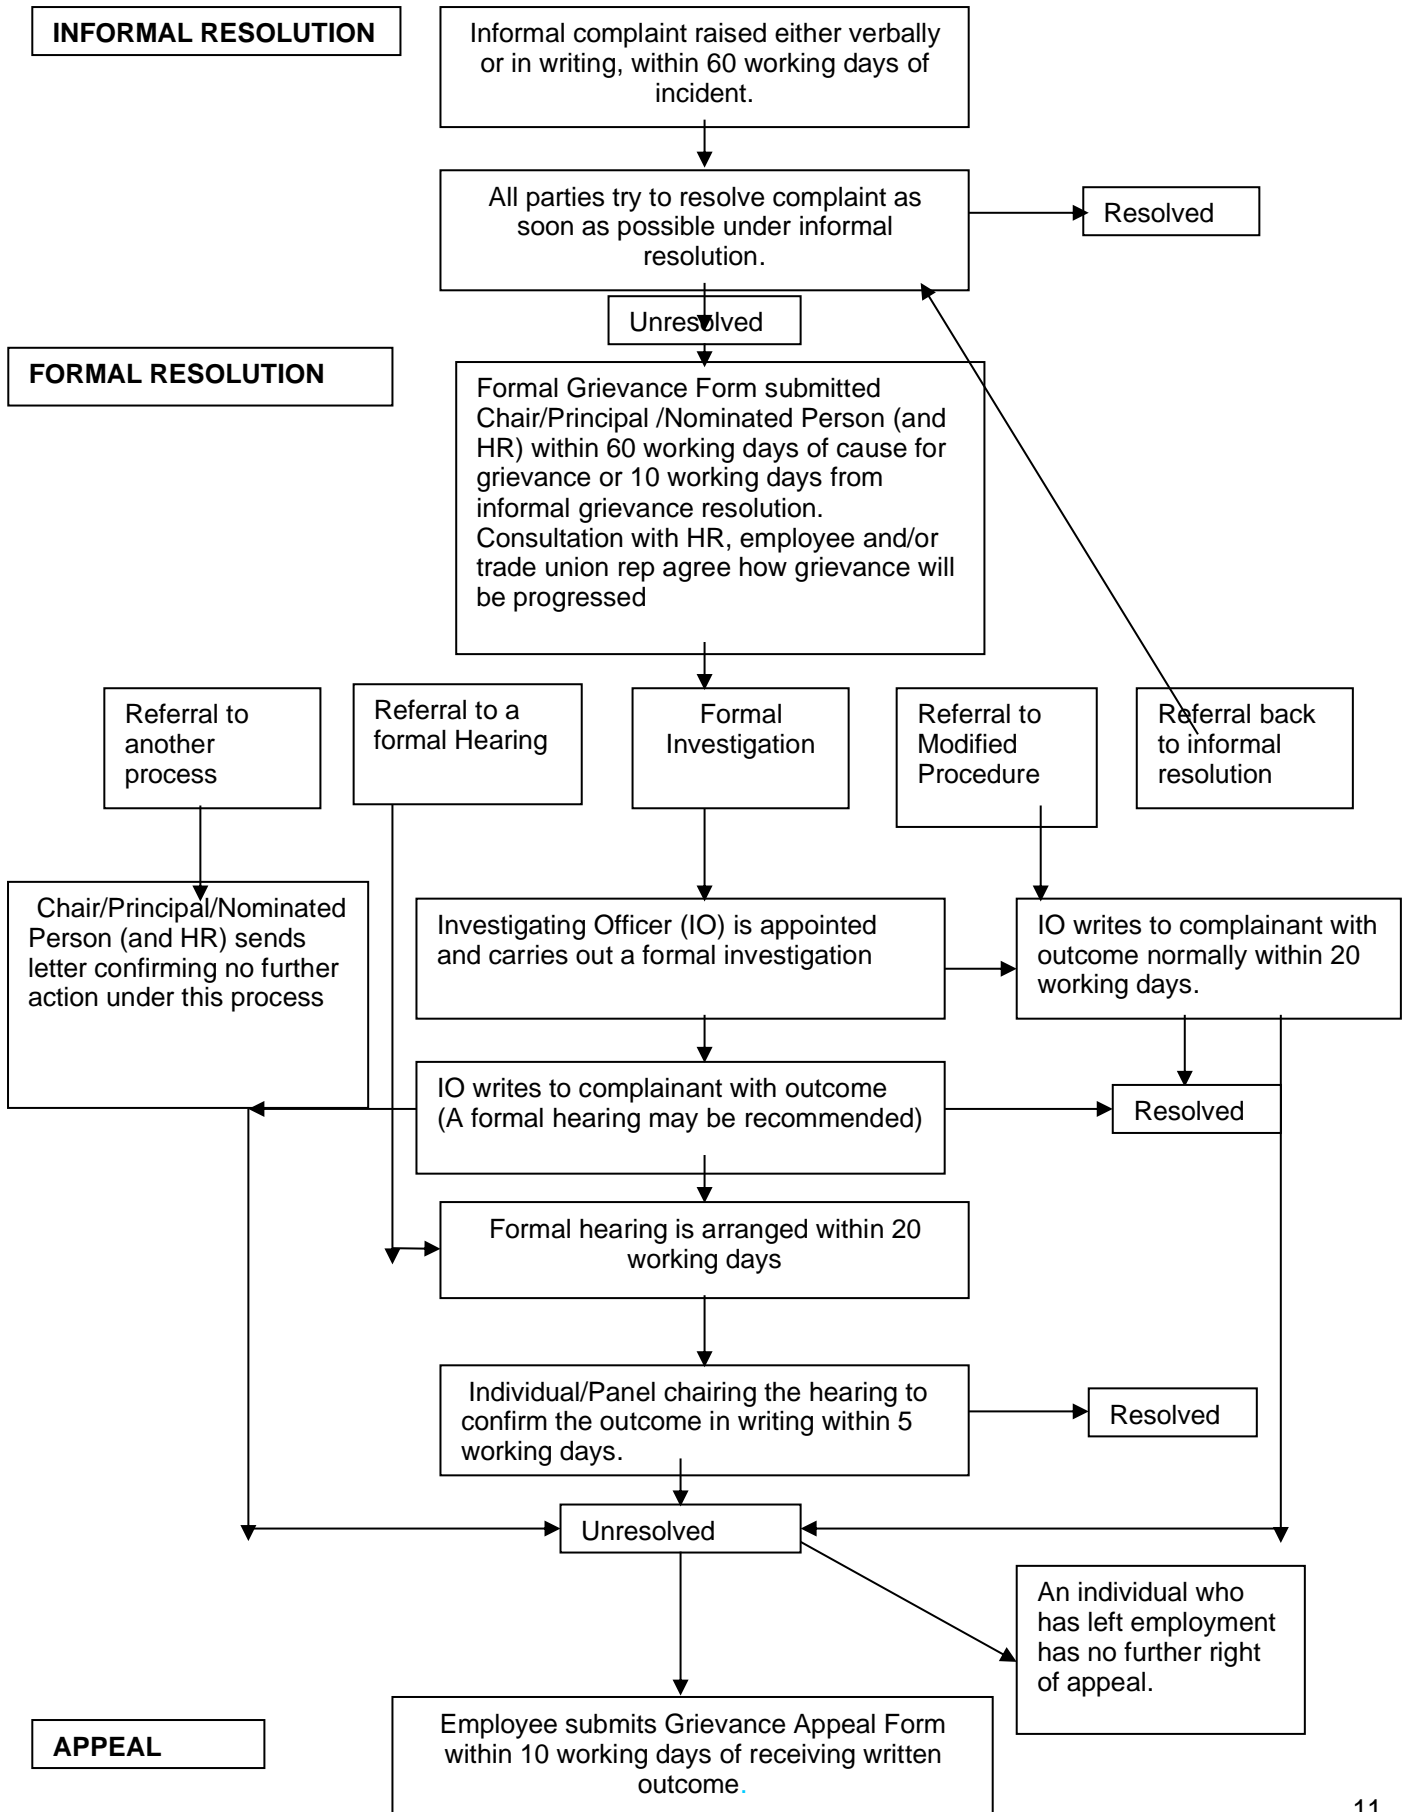 INFORMAL RESOLUTION
Informal complaint raised either verbally
or in writing, within 60 working days of
incident.
All parties try to resolve complaint as
soon as possible under informal
resolution.
Resolved
Unresolved
FORMAL RESOLUTION
Formal Grievance Form submitted
Chair/Principal /Nominated Person (and
HR) within 60 working days of cause for
grievance or 10 working days from
informal grievance resolution.
Consultation with HR, employee and/or
trade union rep agree how grievance will
be progressed
Referral to
another
process
Referral to a
formal Hearing
Formal
Investigation
Referral to
Modified
Procedure
Referral back
to informal
resolution
Chair/Principal/Nominated
Person (and HR) sends
letter confirming no further
action under this process
Investigating Officer (IO) is appointed
and carries out a formal investigation
IO writes to complainant with
outcome normally within 20
working days.
IO writes to complainant with outcome
(A formal hearing may be recommended)
Resolved
Formal hearing is arranged within 20
working days
Individual/Panel chairing the hearing to
confirm the outcome in writing within 5
working days.
Resolved
Unresolved
An individual who
has left employment
has no further right
of appeal.
APPEAL
Employee submits Grievance Appeal Form
within 10 working days of receiving written
outcome.
11